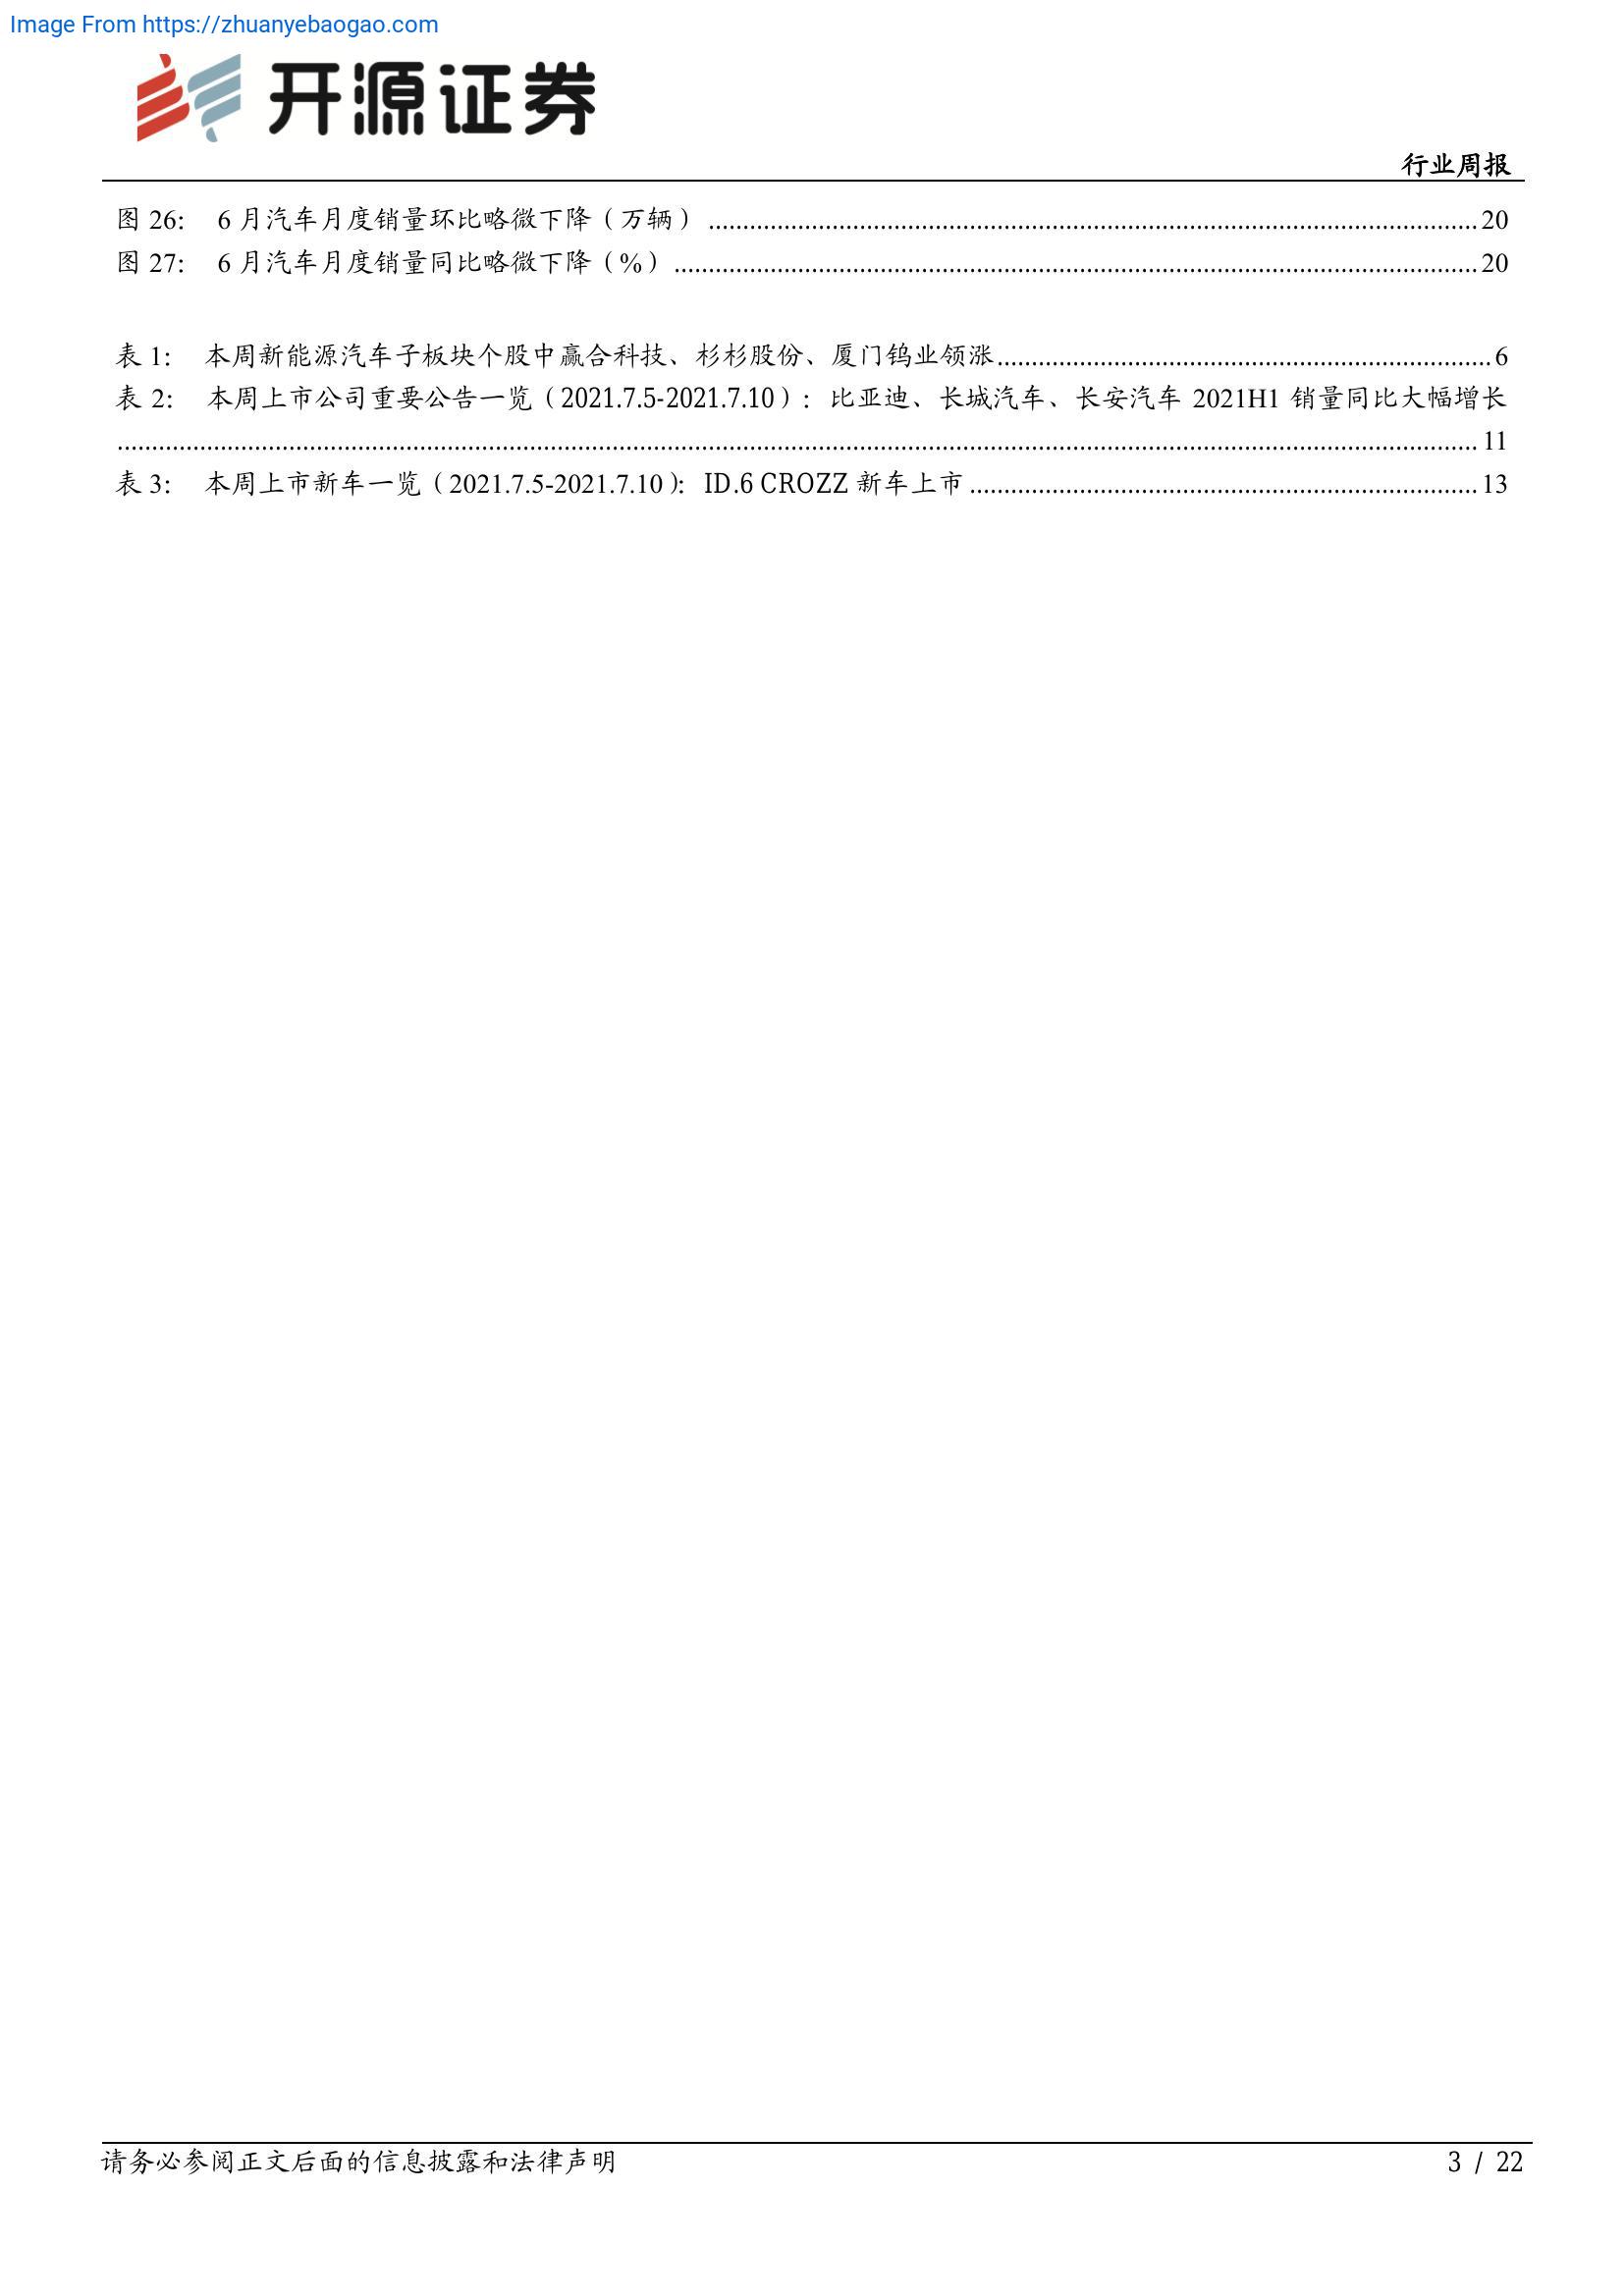 Image From https://zhuanyebaogao.com
开源证券
行业周报
图 26： 6 月汽车月度销量环比略微下降（万辆） ........................................ 20
图 27： 6 月汽车月度销量同比略微下降（%） ........................................ 20
表 1： 本周新能源汽车子板块个股中赢合科技、杉杉股份、厦门钨业领涨 ........................................ 6
表 2： 本周上市公司重要公告一览（2021.7.5-2021.7.10）：比亚迪、长城汽车、长安汽车 2021H1 销量同比大幅增长
........................................ 11
表 3： 本周上市新车一览（2021.7.5-2021.7.10）：ID.6 CROZZ 新车上市 ........................................ 13
请务必参阅正文后面的信息披露和法律声明 3 / 22